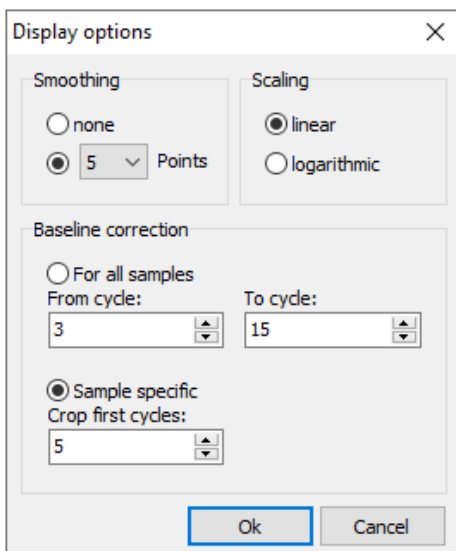 Display options
Smoothing
none
5
Points
Scaling
linear
logarithmic
Baseline correction
For all samples
From cycle:
To cycle:
3
15
Sample specific
Crop first cycles:
5
Ok
Cancel